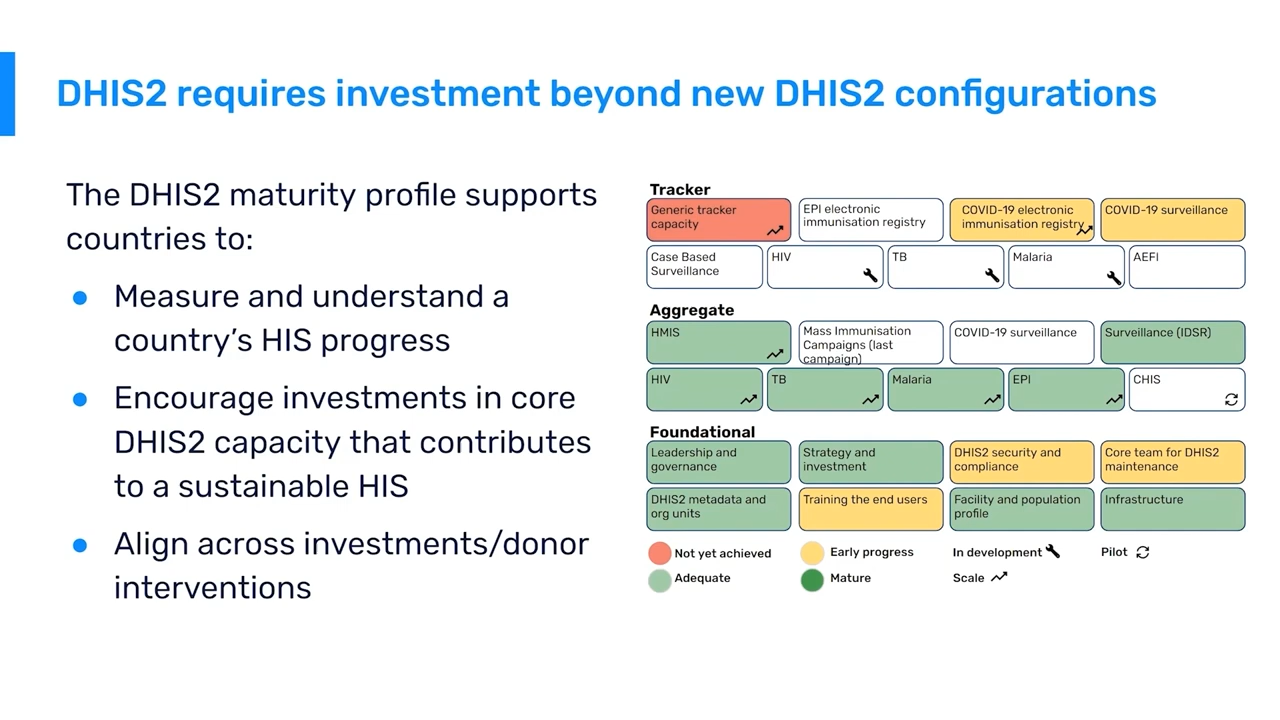 DHIS2 requires investment beyond new DHIS2 configurations
The DHIS2 maturity profile supports
countries to:
● Measure and understand a
country’s HIS progress
● Encourage investments in core
DHIS2 capacity that contributes
to a sustainable HIS
● Align across investments/donor
interventions
Tracker
Generic tracker
capacity
EPI electronic
immunisation registry
COVID-19 electronic
immunisation registry
COVID-19 surveillance
Case Based
Surveillance
HIV
TB
Malaria
AEFI
Aggregate
HMIS
Mass Immunisation
Campaigns (last
campaign)
COVID-19 surveillance
Surveillance (IDSR)
HIV
TB
Malaria
EPI
CHIS
Foundational
Leadership and
governance
Strategy and
investment
DHIS2 security and
compliance
Core team for DHIS2
maintenance
DHIS2 metadata and
org units
Training the end users
Facility and population
profile
Infrastructure
Not yet achieved
Early progress
In development
Pilot
Adequate
Mature
Scale